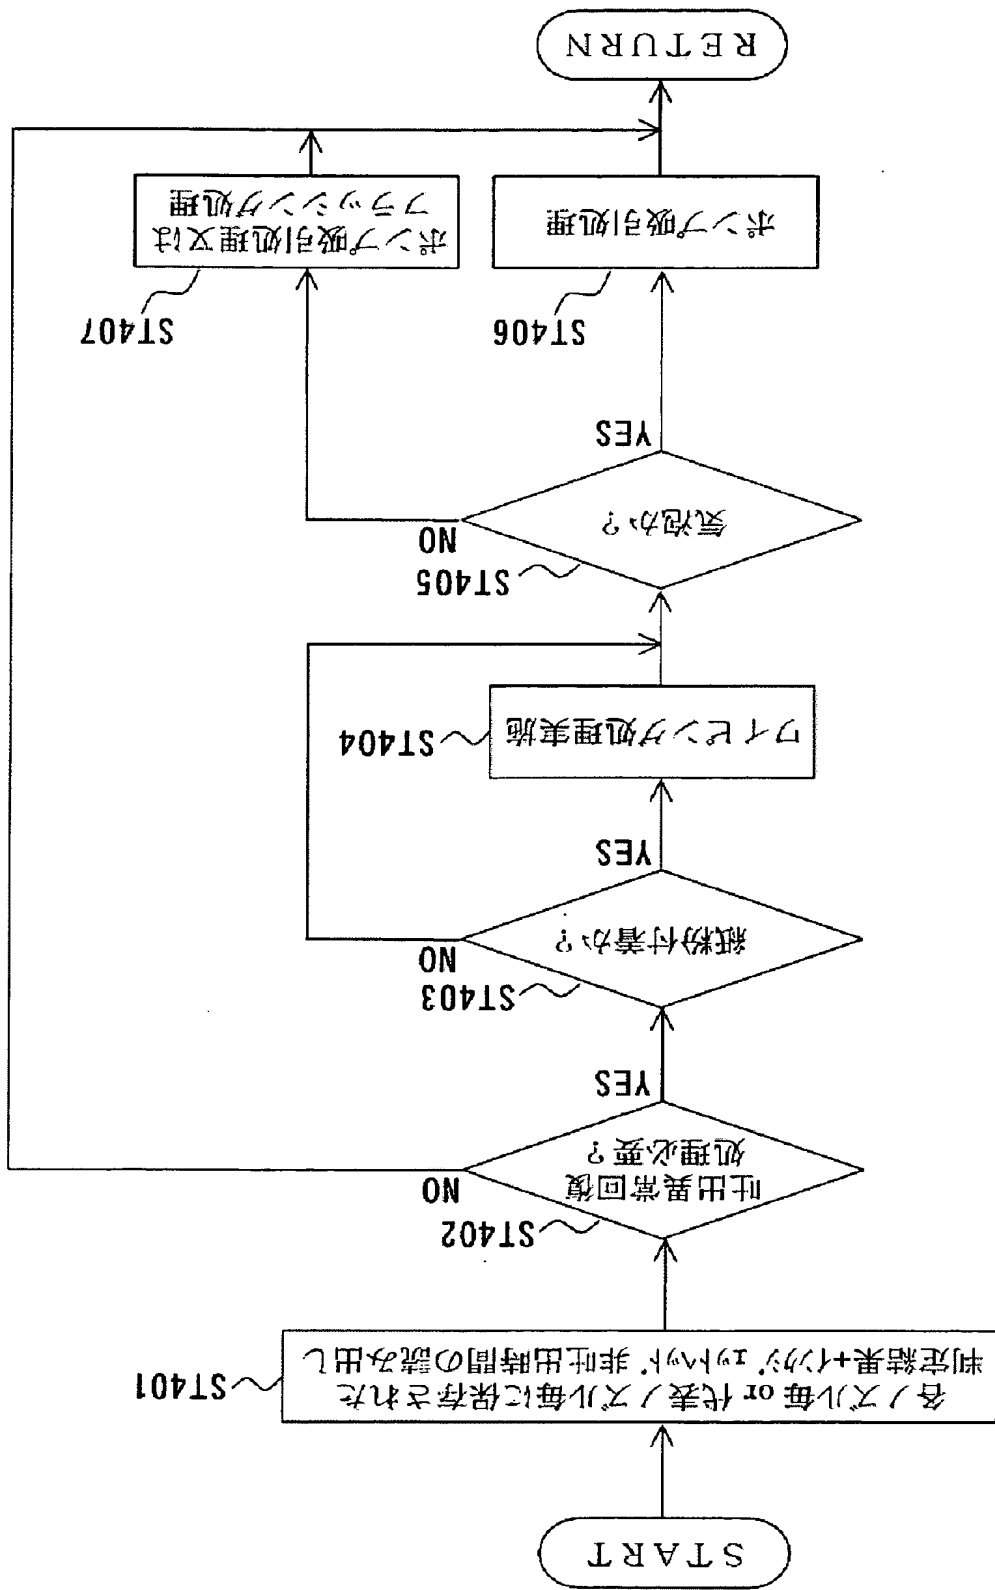 START
各ノズル毎 or 代表ノズル毎に保存された
判定結果+インクジェットヘッド非吐出時間の読み出し
ST401
吐出異常回復
処理必要?
ST402
NO
YES
紙粉付着か?
ST403
NO
YES
ワイピング処理実施
ST404
気泡か?
ST405
NO
YES
ポンプ吸引処理
ST406
ポンプ吸引処理又は
フラッシング処理
ST407
RETURN